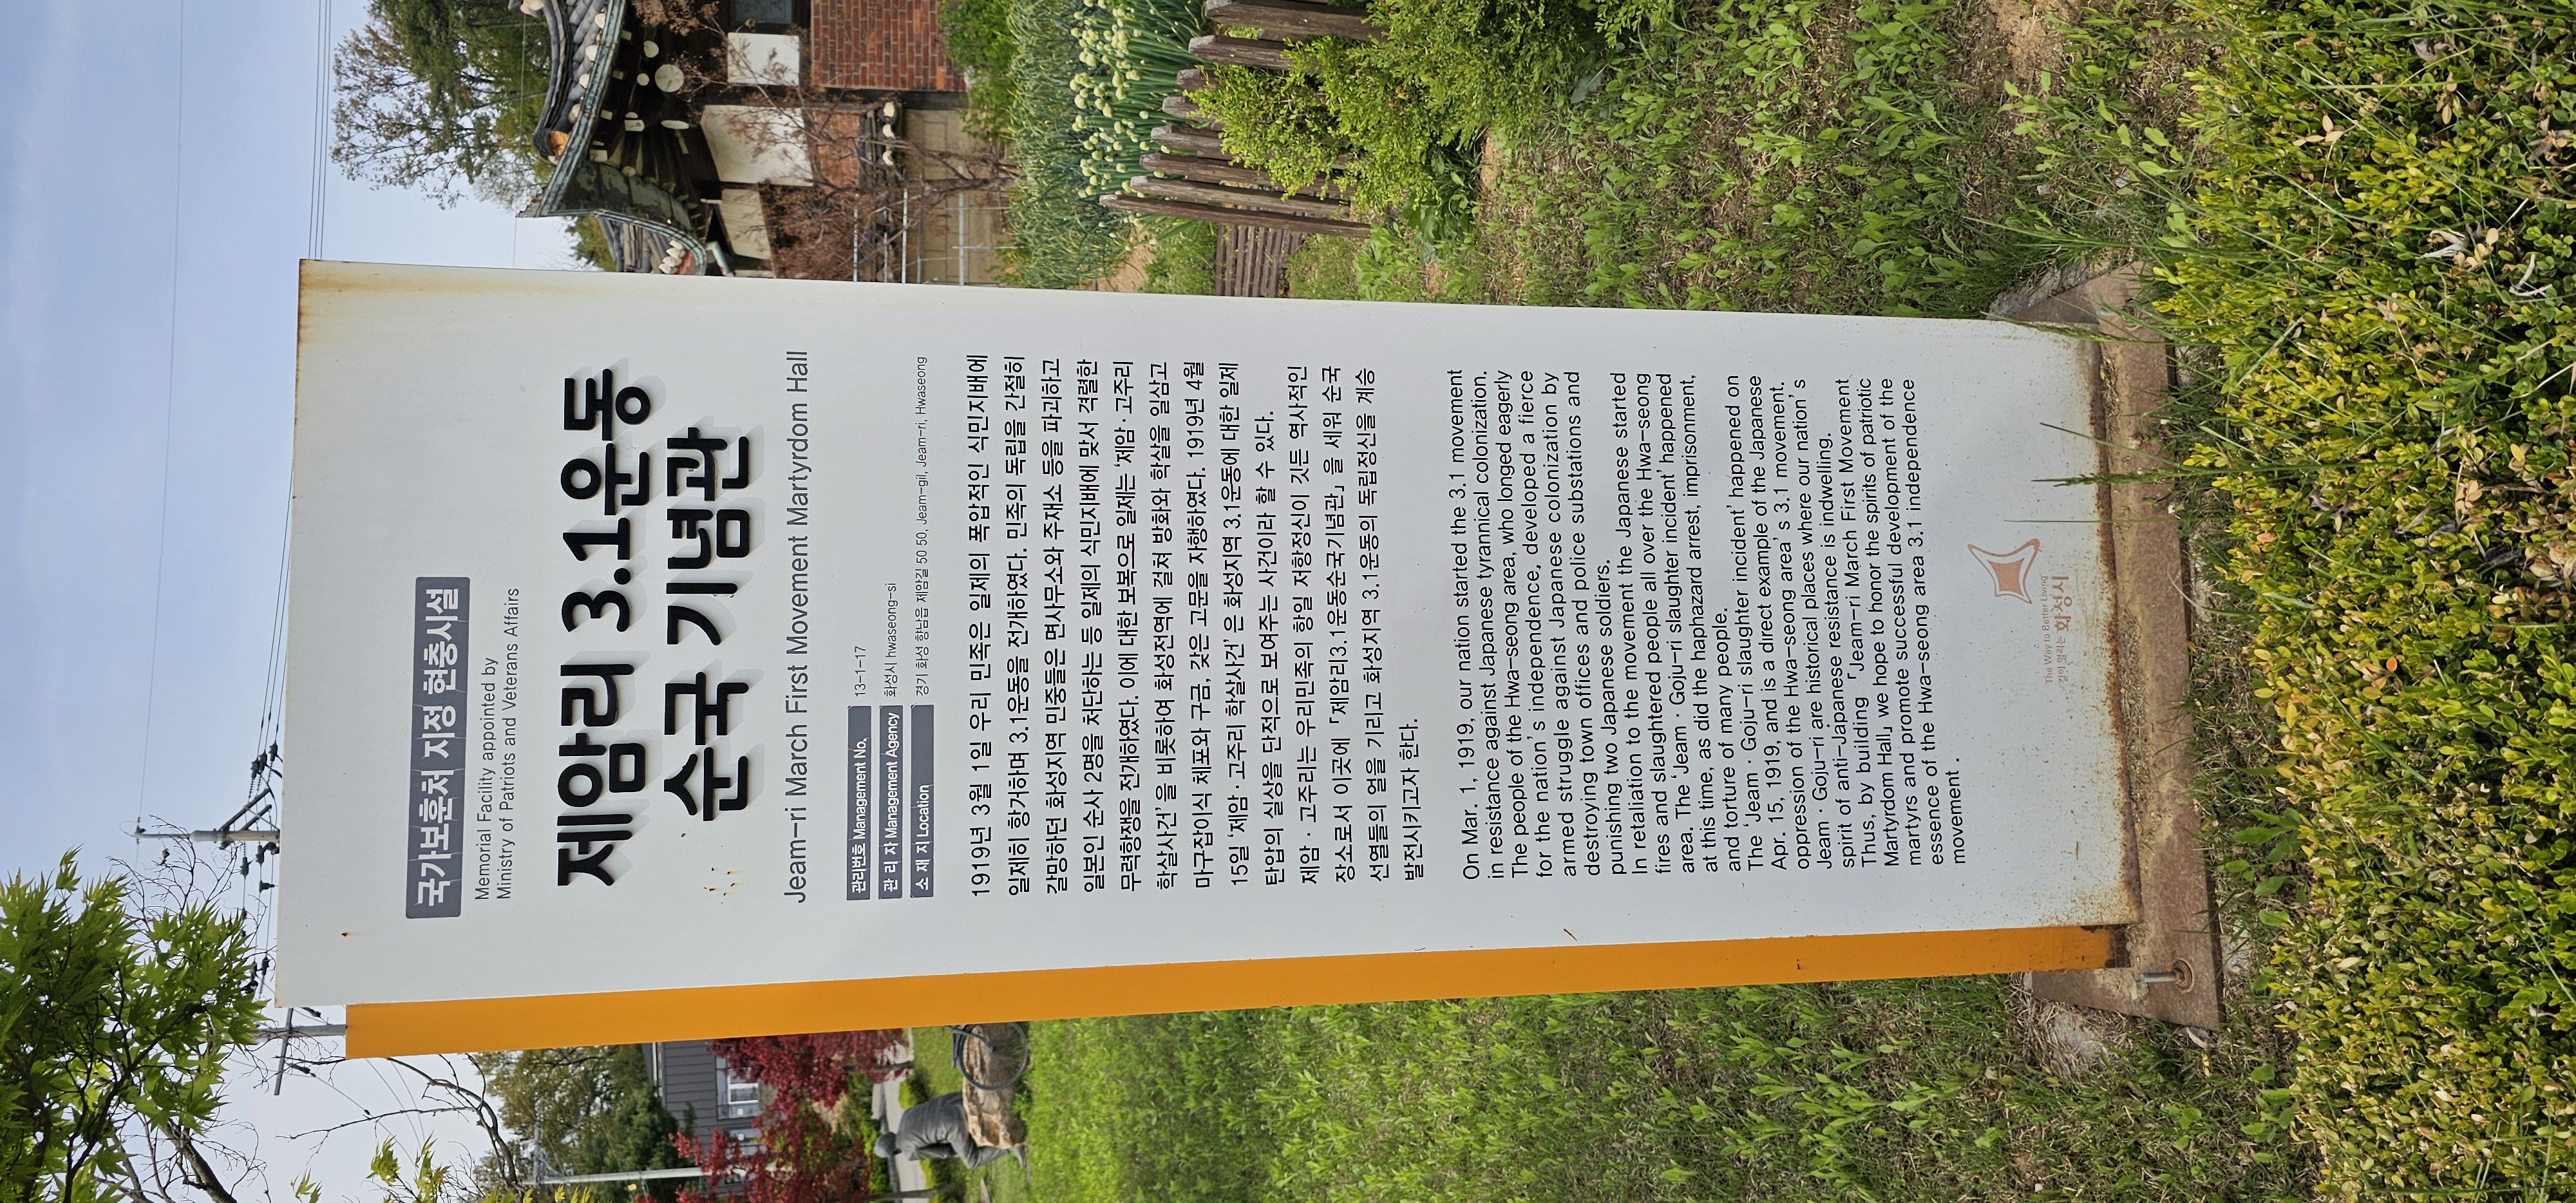 국가보훈처 지정 현충시설
Memorial Facility appointed by
Ministry of Patriots and Veterans Affairs
제암리 3.1운동
순국 기념관
Jeam-ri March First Movement Martyrdom Hall
관리번호 Management No. 13-1-17
관 리 자 Management Agency 화성시 hwaseong-si
소 재 지 Location 경기 화성 향남읍 제암길 50 50, Jeam-gil, Jeam-ri, Hwaseong
1919년 3월 1일 우리 민족은 일제의 폭압적인 식민지배에
일제히 항거하며 3.1운동을 전개하였다. 민족의 독립을 간절히
갈망하던 화성지역 민중들은 면사무소와 주재소 등을 파괴하고
일본인 순사 2명을 처단하는 등 일제의 식민지배에 맞서 격렬한
무력항쟁을 전개하였다. 이에 대한 보복으로 일제는 ‘제암·고주리
학살사건’을 비롯하여 화성전역에 걸쳐 방화와 학살을 일삼고
마구잡이식 체포와 구금, 갖은 고문을 자행하였다. 1919년 4월
15일 ‘제암·고주리 학살사건’은 화성지역 3.1운동에 대한 일제
탄압의 실상을 단적으로 보여주는 사건이라 할 수 있다.
제암·고주리는 우리민족의 항일 저항정신이 깃든 역사적인
장소로서 이곳에 「제암리3.1운동순국기념관」을 세워 순국
선열들의 얼을 기리고 화성지역 3.1운동의 독립정신을 계승
발전시키고자 한다.
On Mar. 1, 1919, our nation started the 3.1 movement
in resistance against Japanese tyrannical colonization.
The people of the Hwa-seong area, who longed eagerly
for the nation’s independence, developed a fierce
armed struggle against Japanese colonization by
destroying town offices and police substations and
punishing two Japanese soldiers.
In retaliation to the movement the Japanese started
fires and slaughtered people all over the Hwa-seong
area. The ‘Jeam · Goju-ri slaughter incident’ happened
at this time, as did the haphazard arrest, imprisonment,
and torture of many people.
The ‘Jeam · Goju-ri slaughter incident’ happened on
Apr. 15, 1919, and is a direct example of the Japanese
oppression of the Hwa-seong area’s 3.1 movement.
Jeam · Goju-ri are historical places where our nation’s
spirit of anti-Japanese resistance is indwelling.
Thus, by building 「Jeam-ri March First Movement
Martyrdom Hall」 we hope to honor the spirits of patriotic
martyrs and promote successful development of the
essence of the Hwa-seong area 3.1 independence
movement .
The Way to Better Living
길이 열리는 화성시